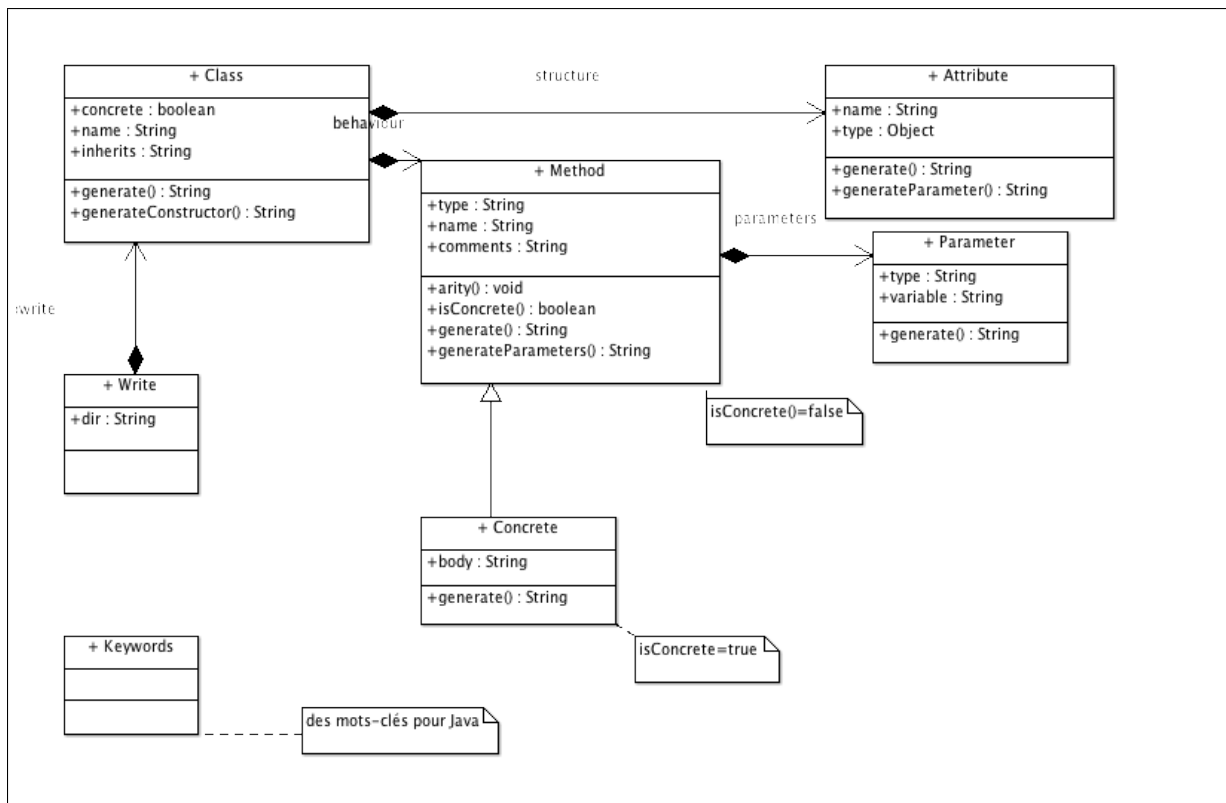 + Class
+concrete : boolean
+name : String
+inherits : String
+generate() : String
+generateConstructor() : String
structure
behaviour
+ Attribute
+name : String
+type : Object
+generate() : String
+generateParameter() : String
+ Method
+type : String
+name : String
+comments : String
+arity() : void
+isConcrete() : boolean
+generate() : String
+generateParameters() : String
parameters
+ Parameter
+type : String
+variable : String
+generate() : String
:write
+ Write
+dir : String
isConcrete()=false
+ Concrete
+body : String
+generate() : String
isConcrete=true
+ Keywords
des mots-clés pour Java